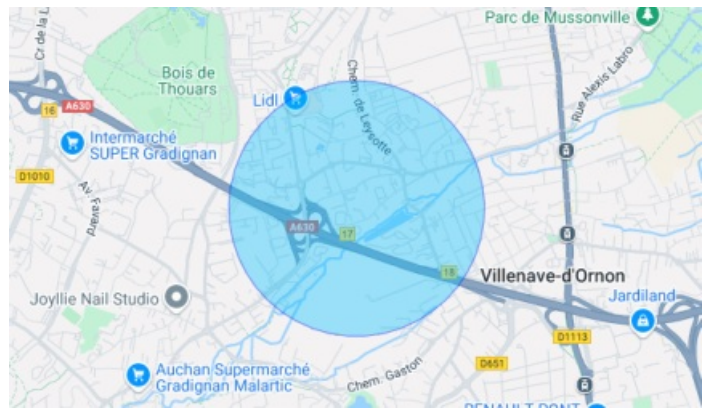 Parc de Mussonville
Cr de la L
Bois de
Thouars
Chem. de Leysotte
Rue Alexis Labro
Lidl
A630
16
Intermarché
SUPER Gradignan
D1010
Av. Favard
A630
17
18
Villenave-d'Ornon
Joyllie Nail Studio
Jardiland
D1113
Auchan Supermarché
Gradignan Malartic
D651
Chem. Gaston
RENAULT PONT